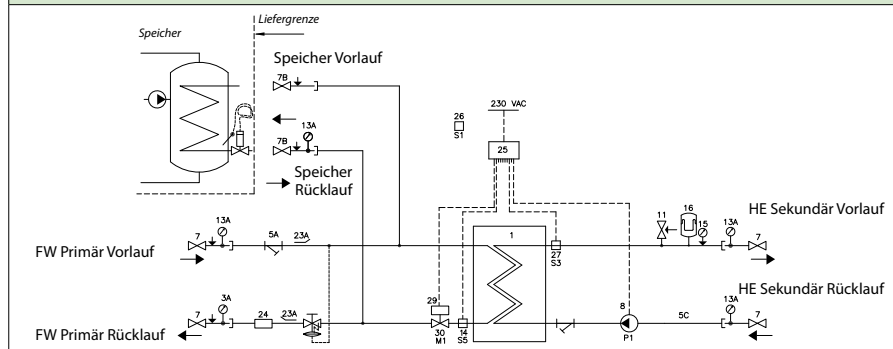 Liefergrenze
Speicher
Speicher Vorlauf
7B
13A
230 VAC
26
S1
25
7B
Speicher
Rücklauf
13A
5A
23A
1
11
16
15
13A
HE Sekundär Vorlauf
7
7
FW Primär Vorlauf
27
S3
29
8
HE Sekundär Rücklauf
7
3A
24
23A
30
M1
14
S5
P1
5C
13A
7
FW Primär Rücklauf